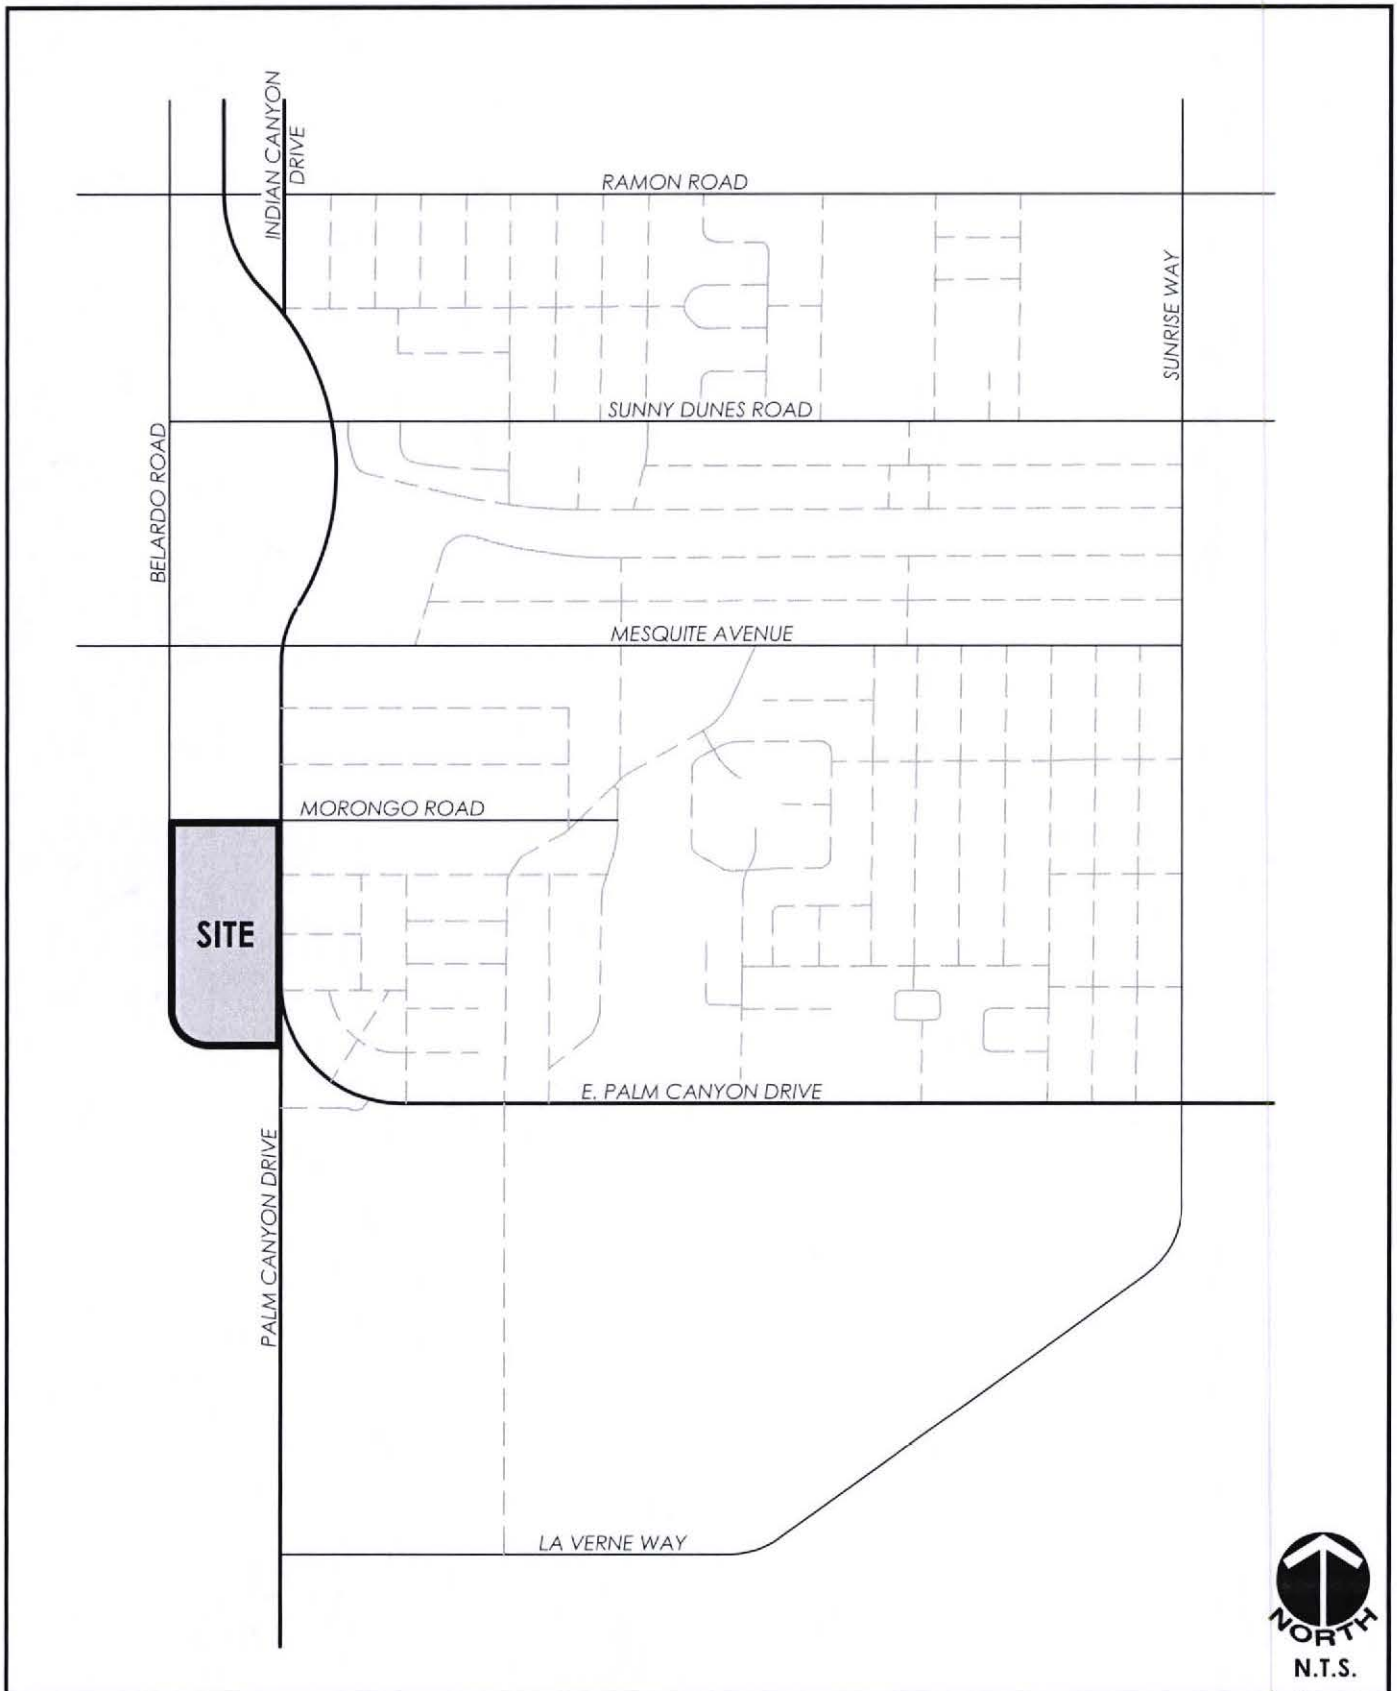 INDIAN CANYON
DRIVE
RAMON ROAD
SUNRISE WAY
SUNNY DUNES ROAD
BELARDO ROAD
MESQUITE AVENUE
MORONGO ROAD
SITE
E. PALM CANYON DRIVE
PALM CANYON DRIVE
LA VERNE WAY
NORTH
N.T.S.